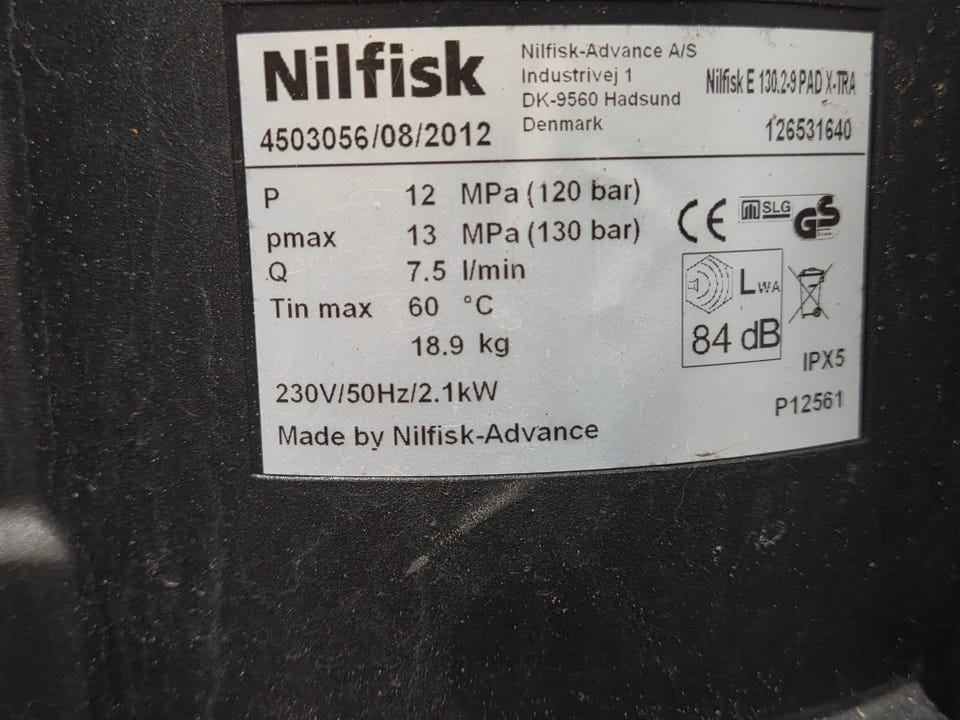 Nilfisk
4503056/08/2012
Nilfisk-Advance A/S
Industrivej 1
DK-9560 Hadsund
Denmark
Nilfisk E 130.2-9 PAD X-TRA
126531640
P 12 MPa (120 bar)
pmax 13 MPa (130 bar)
Q 7.5 l/min
Tin max 60 °C
18.9 kg
230V/50Hz/2.1kW
Made by Nilfisk-Advance
CE
SLG
GS
LWA
84 dB
IPX5
P12561